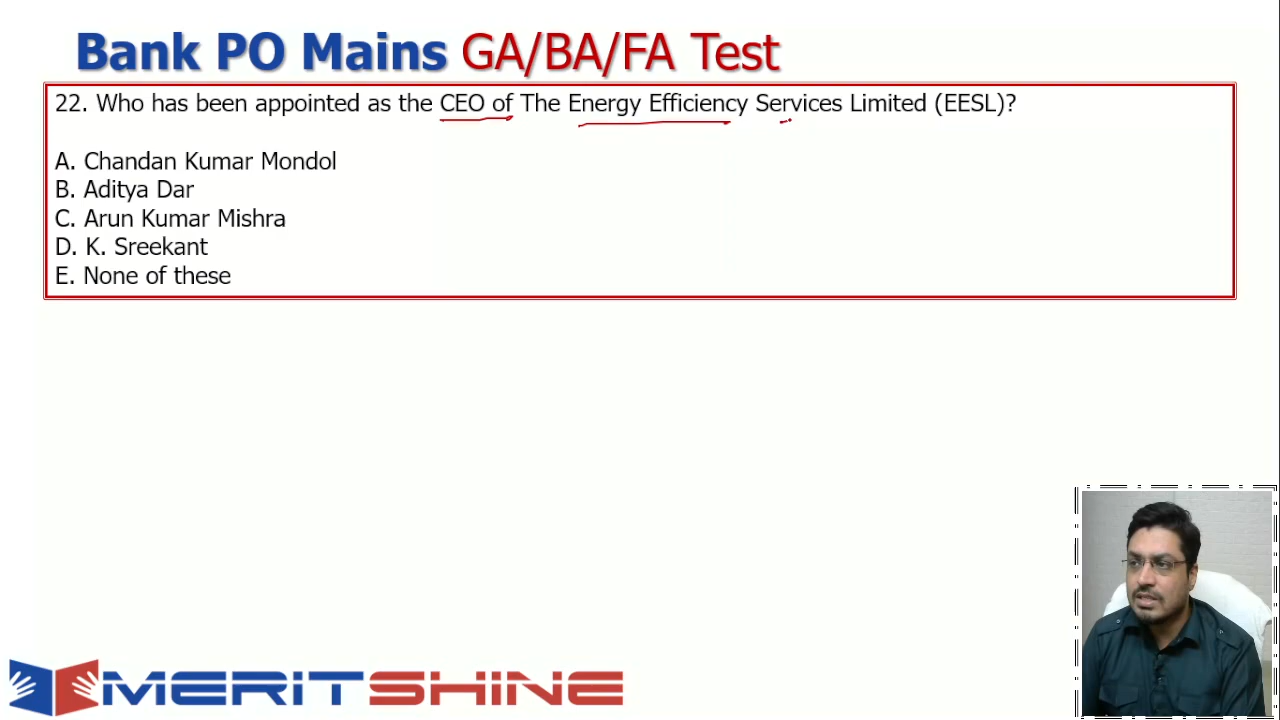 Bank PO Mains GA/BA/FA Test
22. Who has been appointed as the CEO of The Energy Efficiency Services Limited (EESL)?
A. Chandan Kumar Mondol
B. Aditya Dar
C. Arun Kumar Mishra
D. K. Sreekant
E. None of these
MERITSHINE